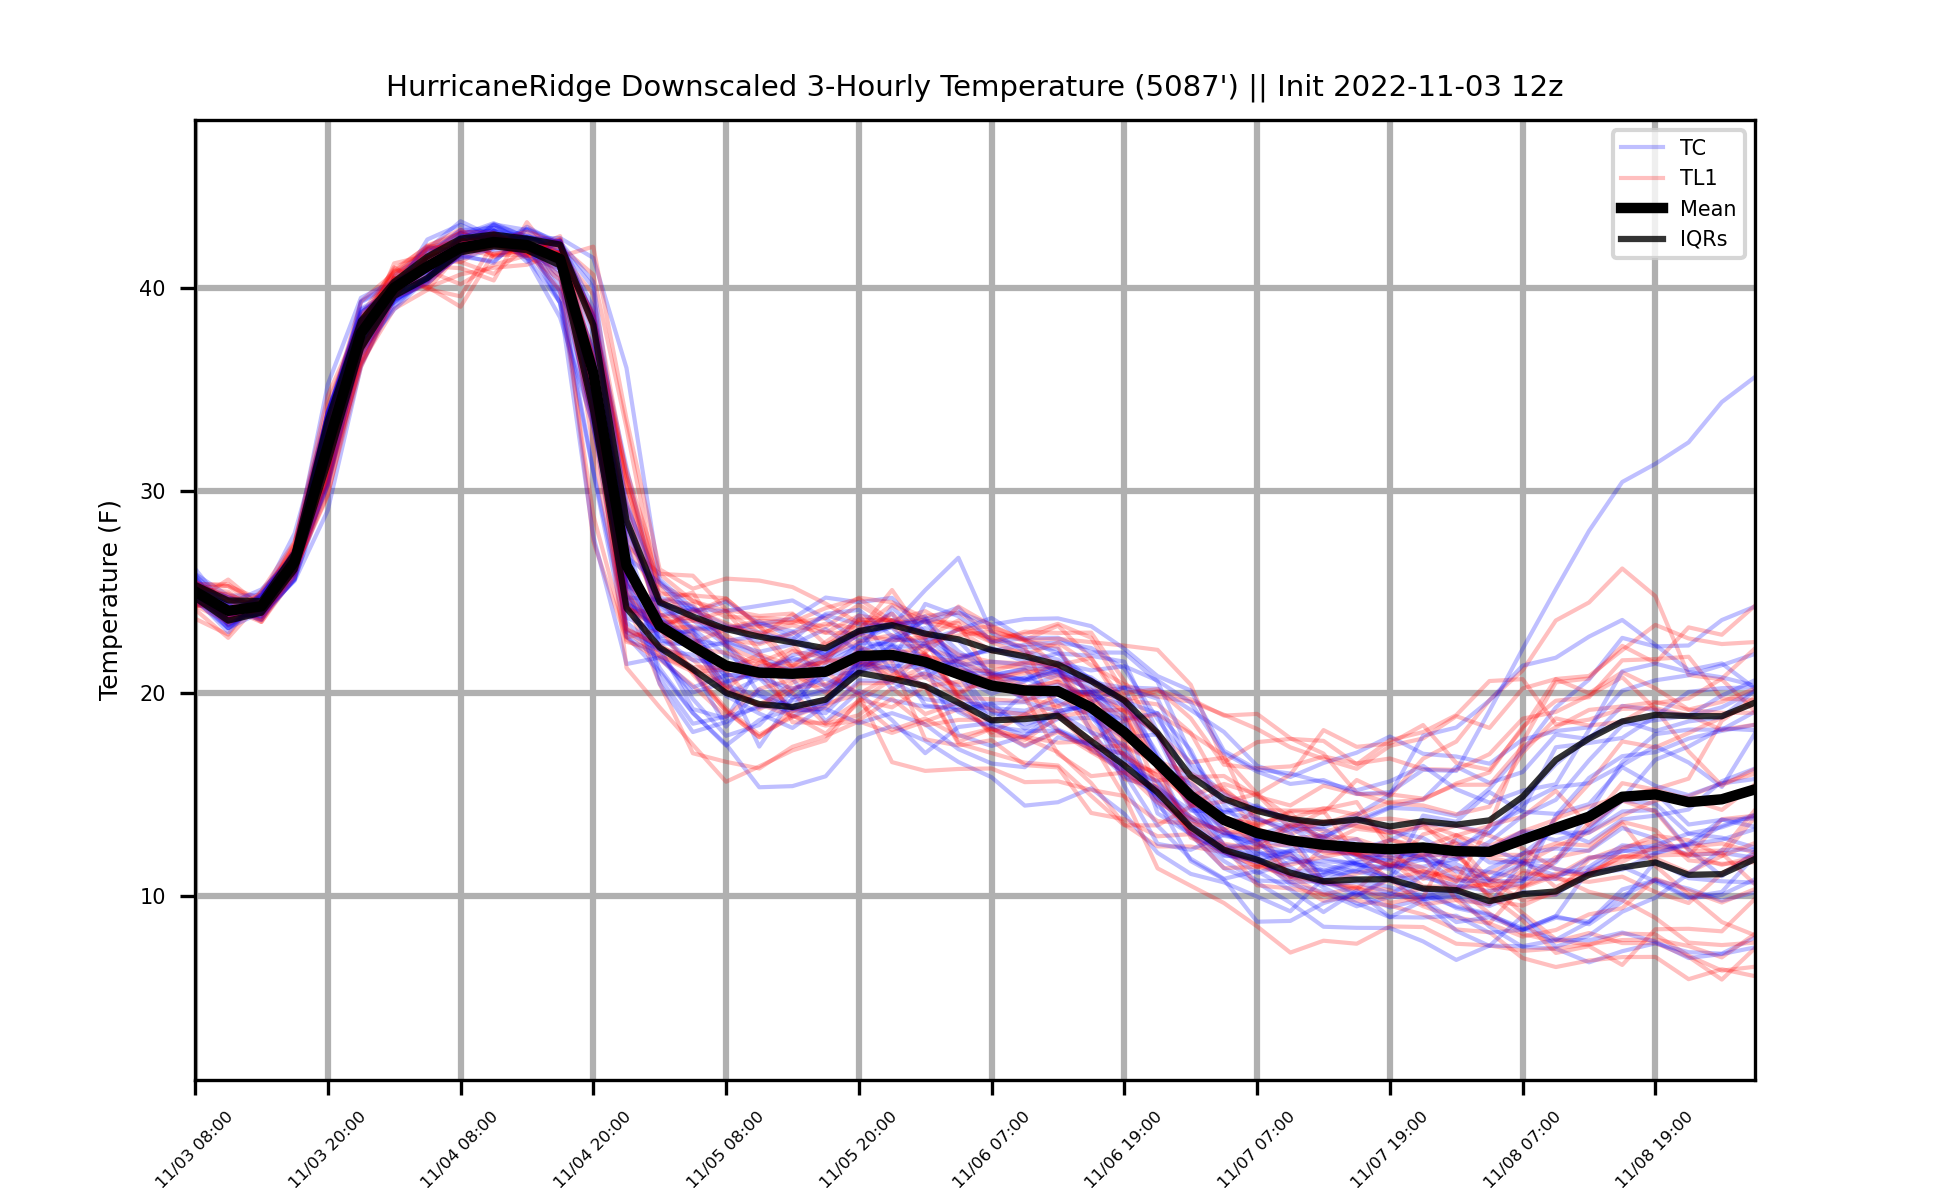 HurricaneRidge Downscaled 3-Hourly Temperature (5087') || Init 2022-11-03 12z
TC
TL1
Mean
IQRs
Temperature (F)
40
30
20
10
11/03 08:00
11/03 20:00
11/04 08:00
11/04 20:00
11/05 08:00
11/05 20:00
11/06 07:00
11/06 19:00
11/07 07:00
11/07 19:00
11/08 07:00
11/08 19:00